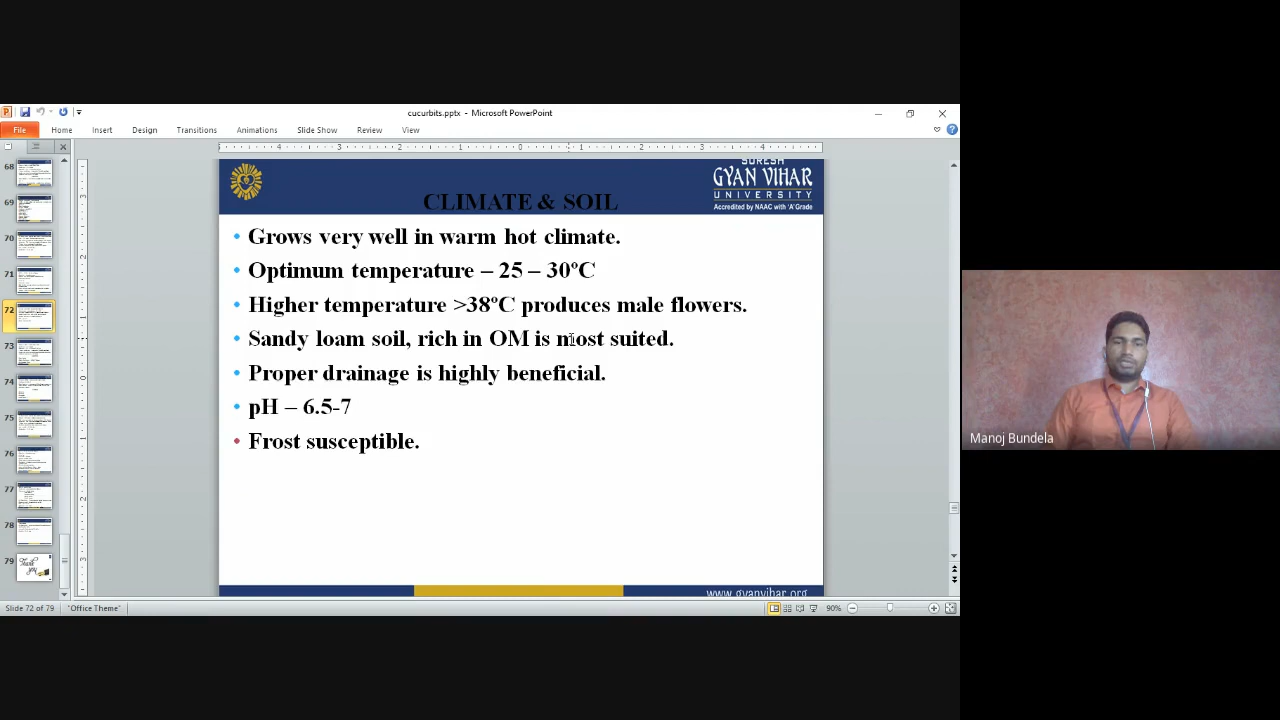 cucurbits.pptx - Microsoft PowerPoint
File Home Insert Design Transitions Animations Slide Show Review View
SURESH
GYAN VIHAR
UNIVERSITY
Accredited by NAAC with 'A' Grade
CLIMATE & SOIL
• Grows very well in warm hot climate.
• Optimum temperature – 25 – 30ºC
• Higher temperature >38ºC produces male flowers.
• Sandy loam soil, rich in OM is most suited.
• Proper drainage is highly beneficial.
• pH – 6.5-7
• Frost susceptible.
www.gyanvihar.org
68
69
70
71
72
73
74
75
76
77
78
79
Thank you
Slide 72 of 79 "Office Theme" 90%
Manoj Bundela